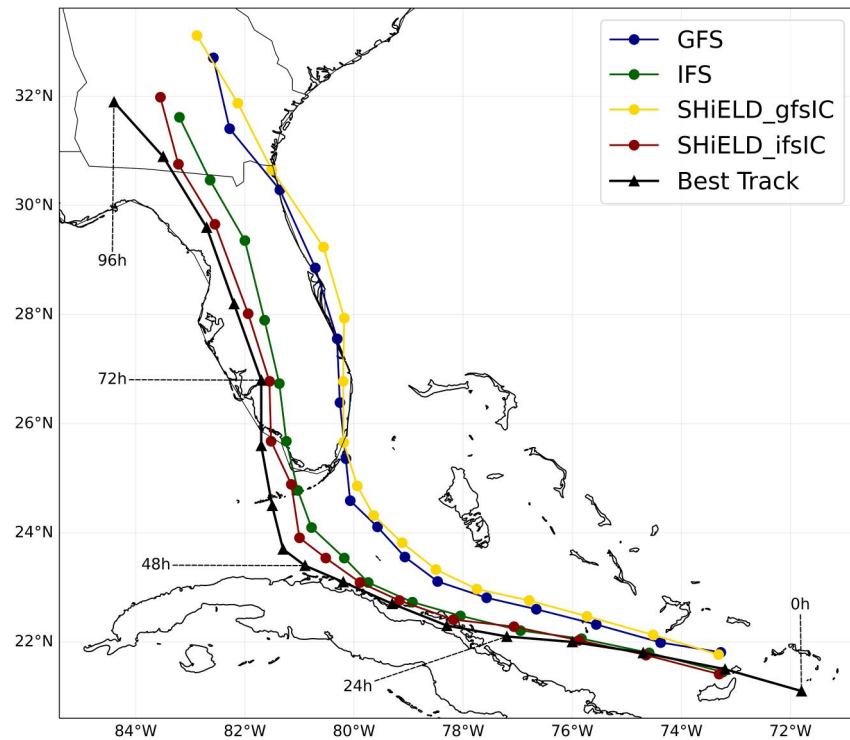 GFS
IFS
SHiELD_gfsIC
SHiELD_ifsIC
Best Track
32°N
30°N
28°N
26°N
24°N
22°N
96h
72h
48h
24h
0h
84°W
82°W
80°W
78°W
76°W
74°W
72°W